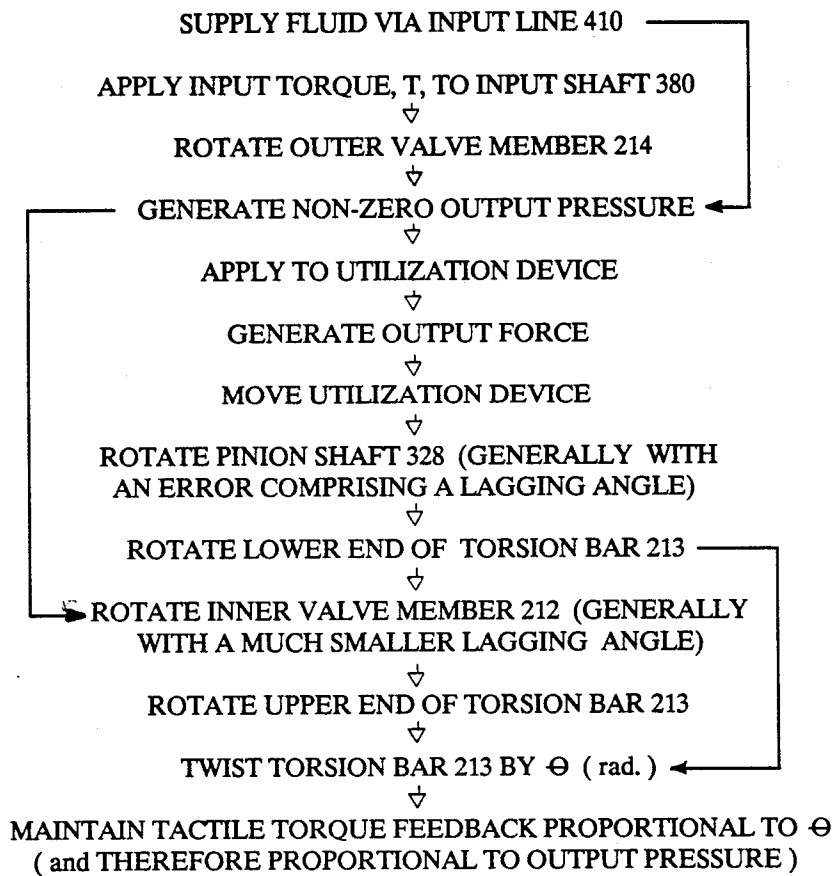 SUPPLY FLUID VIA INPUT LINE 410
APPLY INPUT TORQUE, T, TO INPUT SHAFT 380
ROTATE OUTER VALVE MEMBER 214
GENERATE NON-ZERO OUTPUT PRESSURE
APPLY TO UTILIZATION DEVICE
GENERATE OUTPUT FORCE
MOVE UTILIZATION DEVICE
ROTATE PINION SHAFT 328 (GENERALLY WITH
AN ERROR COMPRISING A LAGGING ANGLE)
ROTATE LOWER END OF TORSION BAR 213
ROTATE INNER VALVE MEMBER 212 (GENERALLY
WITH A MUCH SMALLER LAGGING ANGLE)
ROTATE UPPER END OF TORSION BAR 213
TWIST TORSION BAR 213 BY Θ ( rad. )
MAINTAIN TACTILE TORQUE FEEDBACK PROPORTIONAL TO Θ
( and THEREFORE PROPORTIONAL TO OUTPUT PRESSURE )